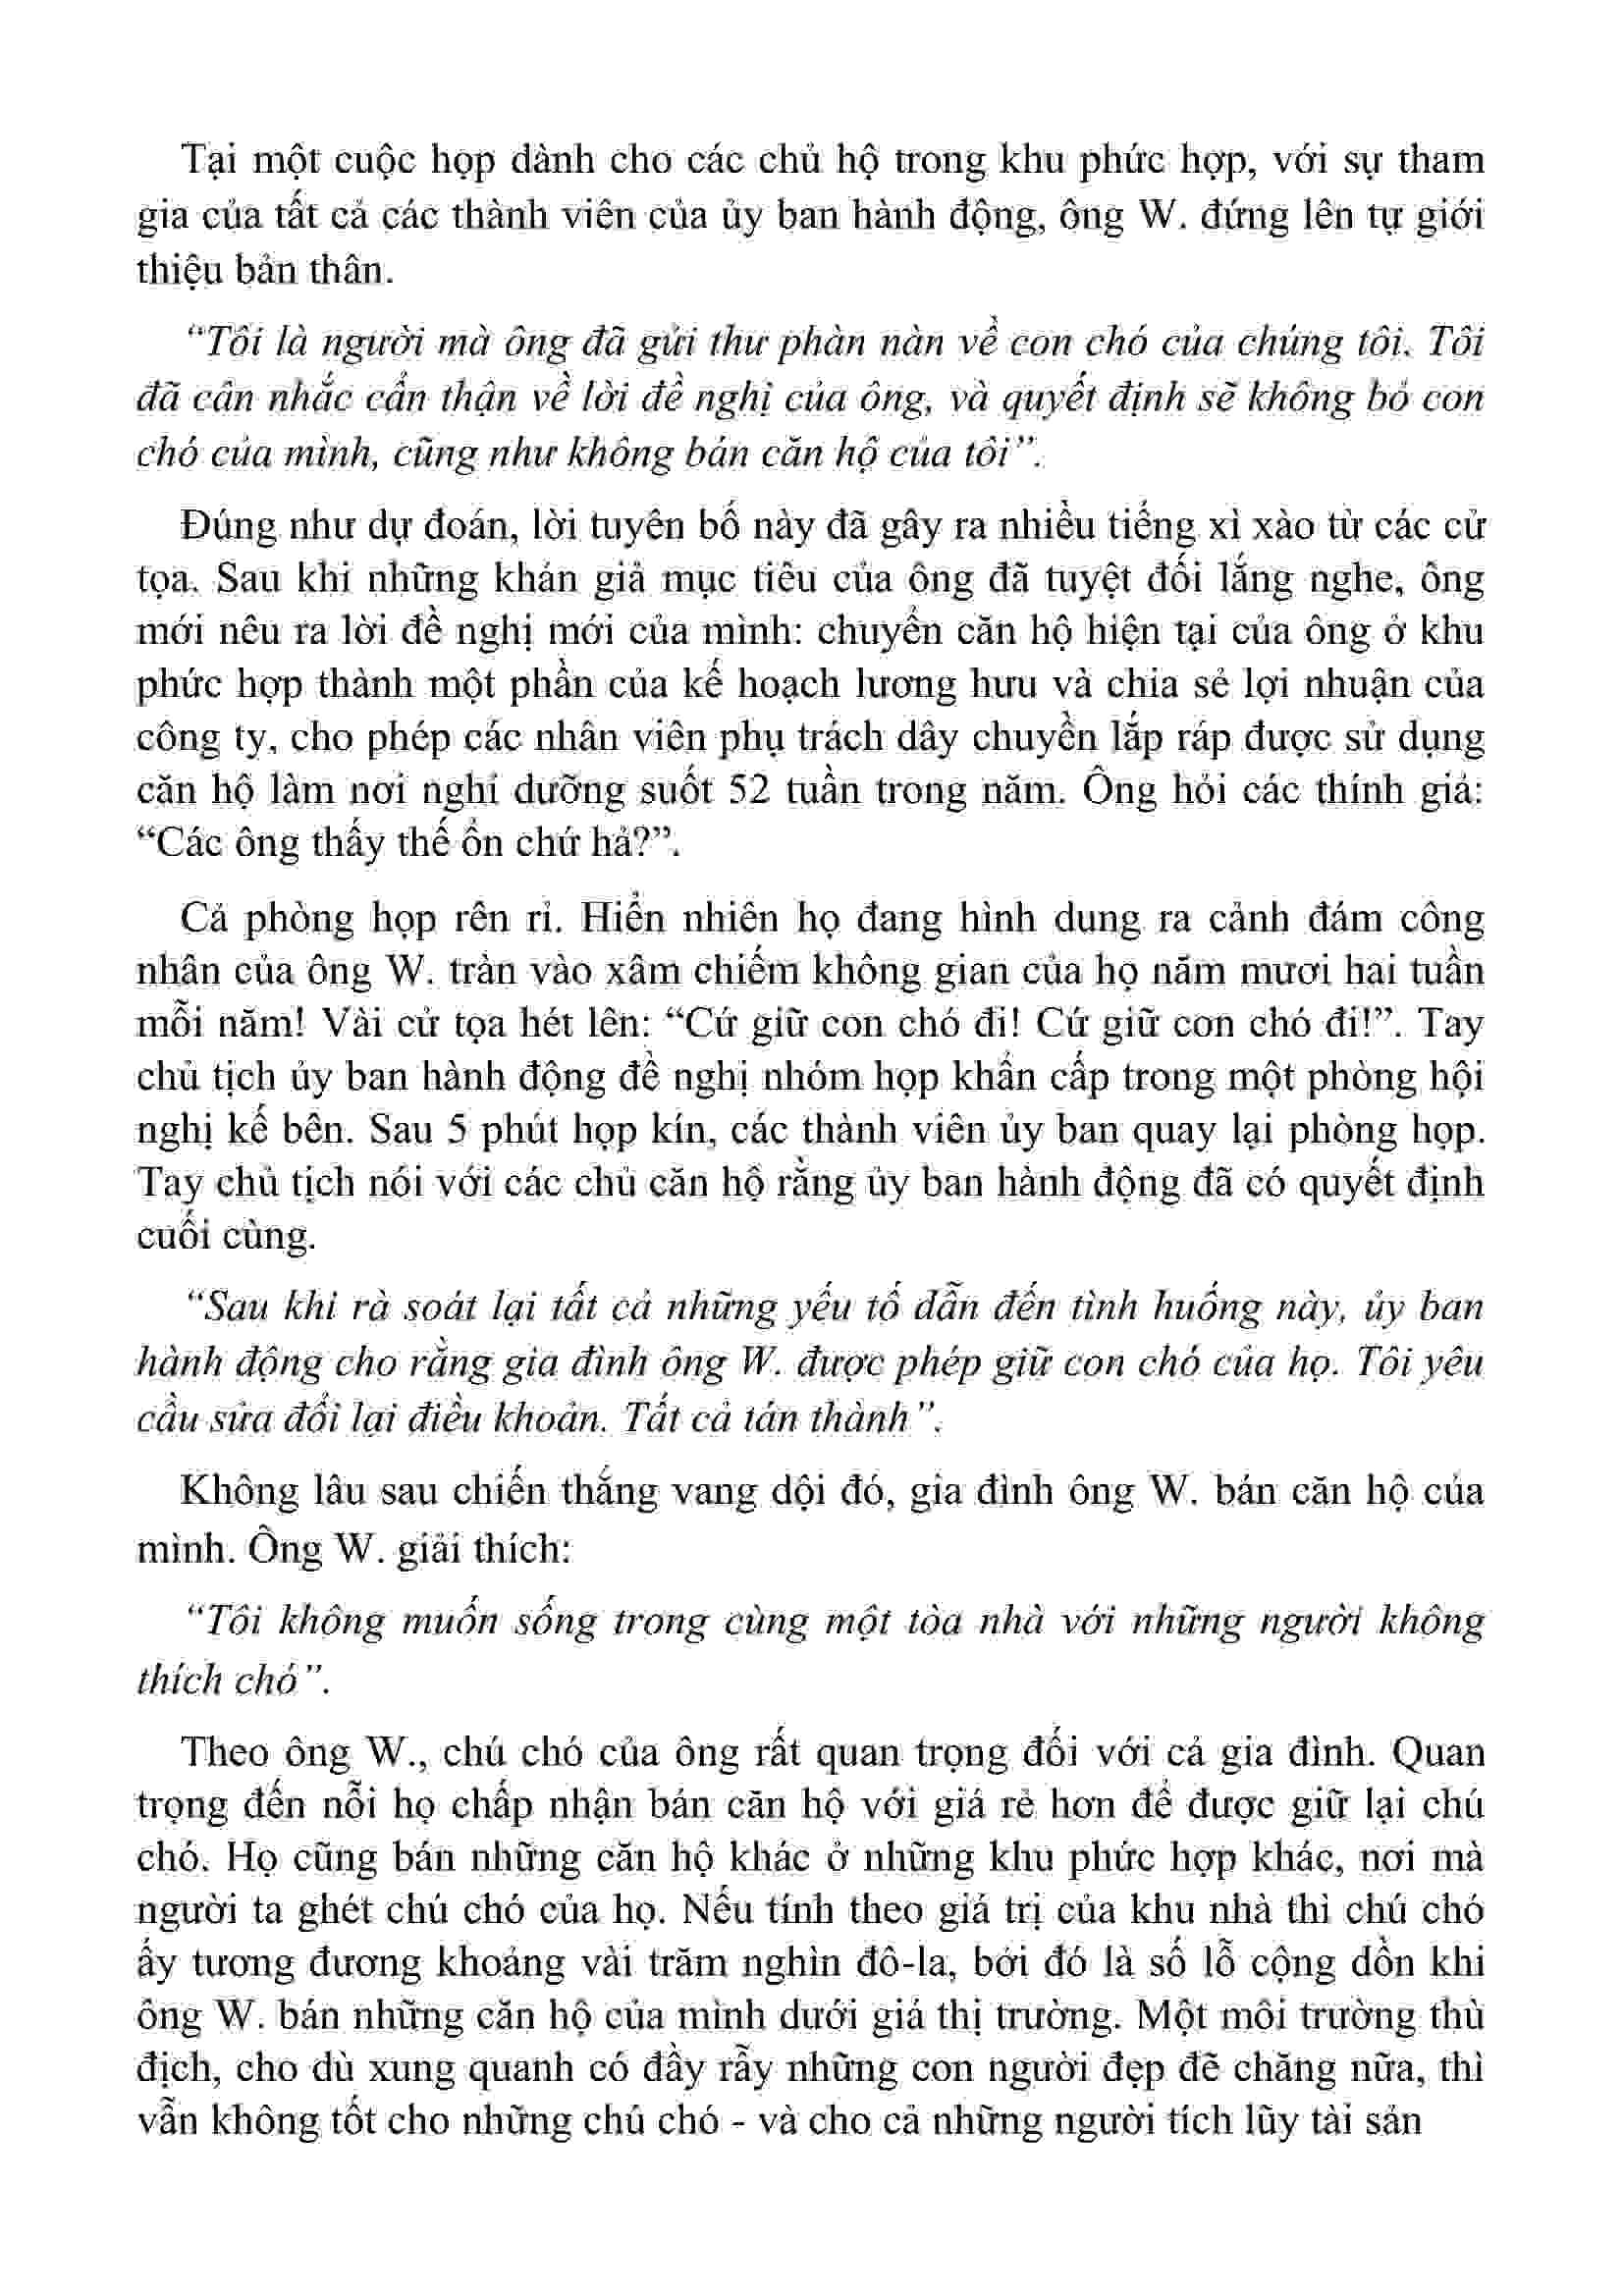 Tại một cuộc họp dành cho các chủ hộ trong khu phức hợp, với sự tham
gia của tất cả các thành viên của ủy ban hành động, ông W. đứng lên tự giới
thiệu bản thân.
“Tôi là người mà ông đã gửi thư phàn nàn về con chó của chúng tôi. Tôi
đã cân nhắc cẩn thận về lời đề nghị của ông, và quyết định sẽ không bỏ con
chó của mình, cũng như không bán căn hộ của tôi”.
Đúng như dự đoán, lời tuyên bố này đã gây ra nhiều tiếng xì xào từ các cử
tọa. Sau khi những khán giả mục tiêu của ông đã tuyệt đối lắng nghe, ông
mới nêu ra lời đề nghị mới của mình: chuyển căn hộ hiện tại của ông ở khu
phức hợp thành một phần của kế hoạch lương hưu và chia sẻ lợi nhuận của
công ty, cho phép các nhân viên phụ trách dây chuyền lắp ráp được sử dụng
căn hộ làm nơi nghỉ dưỡng suốt 52 tuần trong năm. Ông hỏi các thính giả:
“Các ông thấy thế ổn chứ hả?”.
Cả phòng họp rên rỉ. Hiển nhiên họ đang hình dung ra cảnh đám công
nhân của ông W. tràn vào xâm chiếm không gian của họ năm mươi hai tuần
mỗi năm! Vài cử tọa hét lên: “Cứ giữ con chó đi! Cứ giữ con chó đi!”. Tay
chủ tịch ủy ban hành động đề nghị nhóm họp khẩn cấp trong một phòng hội
nghị kế bên. Sau 5 phút họp kín, các thành viên ủy ban quay lại phòng họp.
Tay chủ tịch nói với các chủ căn hộ rằng ủy ban hành động đã có quyết định
cuối cùng.
“Sau khi rà soát lại tất cả những yếu tố dẫn đến tình huống này, ủy ban
hành động cho rằng gia đình ông W. được phép giữ con chó của họ. Tôi yêu
cầu sửa đổi lại điều khoản. Tất cả tán thành”.
Không lâu sau chiến thắng vang dội đó, gia đình ông W. bán căn hộ của
mình. Ông W. giải thích:
“Tôi không muốn sống trong cùng một tòa nhà với những người không
thích chó”.
Theo ông W., chú chó của ông rất quan trọng đối với cả gia đình. Quan
trọng đến nỗi họ chấp nhận bán căn hộ với giá rẻ hơn để được giữ lại chú
chó. Họ cũng bán những căn hộ khác ở những khu phức hợp khác, nơi mà
người ta ghét chú chó của họ. Nếu tính theo giá trị của khu nhà thì chú chó
ấy tương đương khoảng vài trăm nghìn đô-la, bởi đó là số lỗ cộng dồn khi
ông W. bán những căn hộ của mình dưới giá thị trường. Một môi trường thù
địch, cho dù xung quanh có đầy rẫy những con người đẹp đẽ chăng nữa, thì
vẫn không tốt cho những chú chó - và cho cả những người tích lũy tài sản